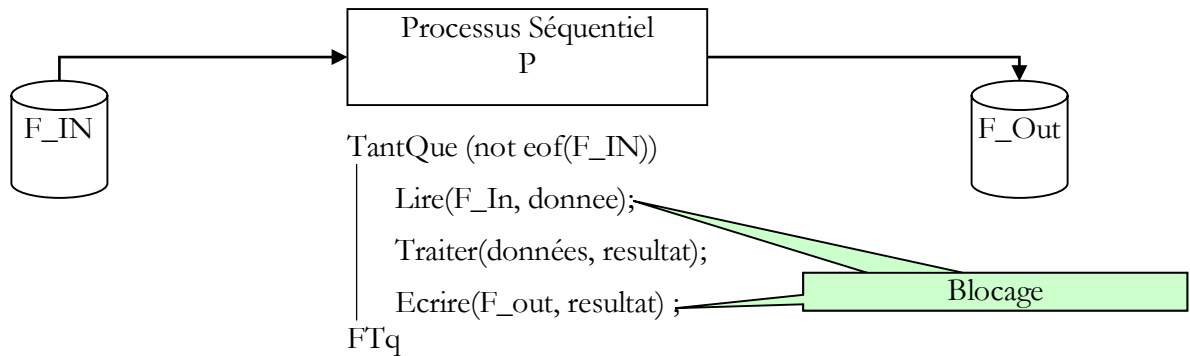 Processus Séquentiel
P
F_IN
F_Out
TantQue (not eof(F_IN))
Lire(F_In, donnee);
Traiter(données, resultat);
Ecrire(F_out, resultat) ;
Blocage
FTq